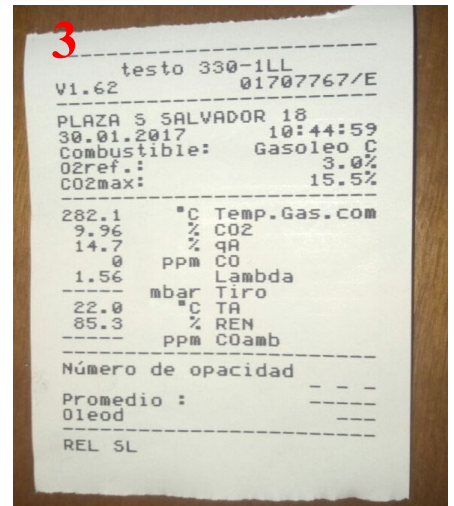 3
testo 330-1LL
V1.62 01707767/E
PLAZA S SALVADOR 18
30.01.2017 10:44:59
Combustible: Gasoleo C
O2ref.: 3.0%
CO2max: 15.5%
282.1 °C Temp.Gas.com
9.96 % CO2
14.7 % qA
0 ppm CO
1.56 Lambda
----- mbar Tiro
22.0 °C TA
85.3 % REN
----- ppm COamb
Número de opacidad
- - -
Promedio : -----
Oleod ---
REL SL